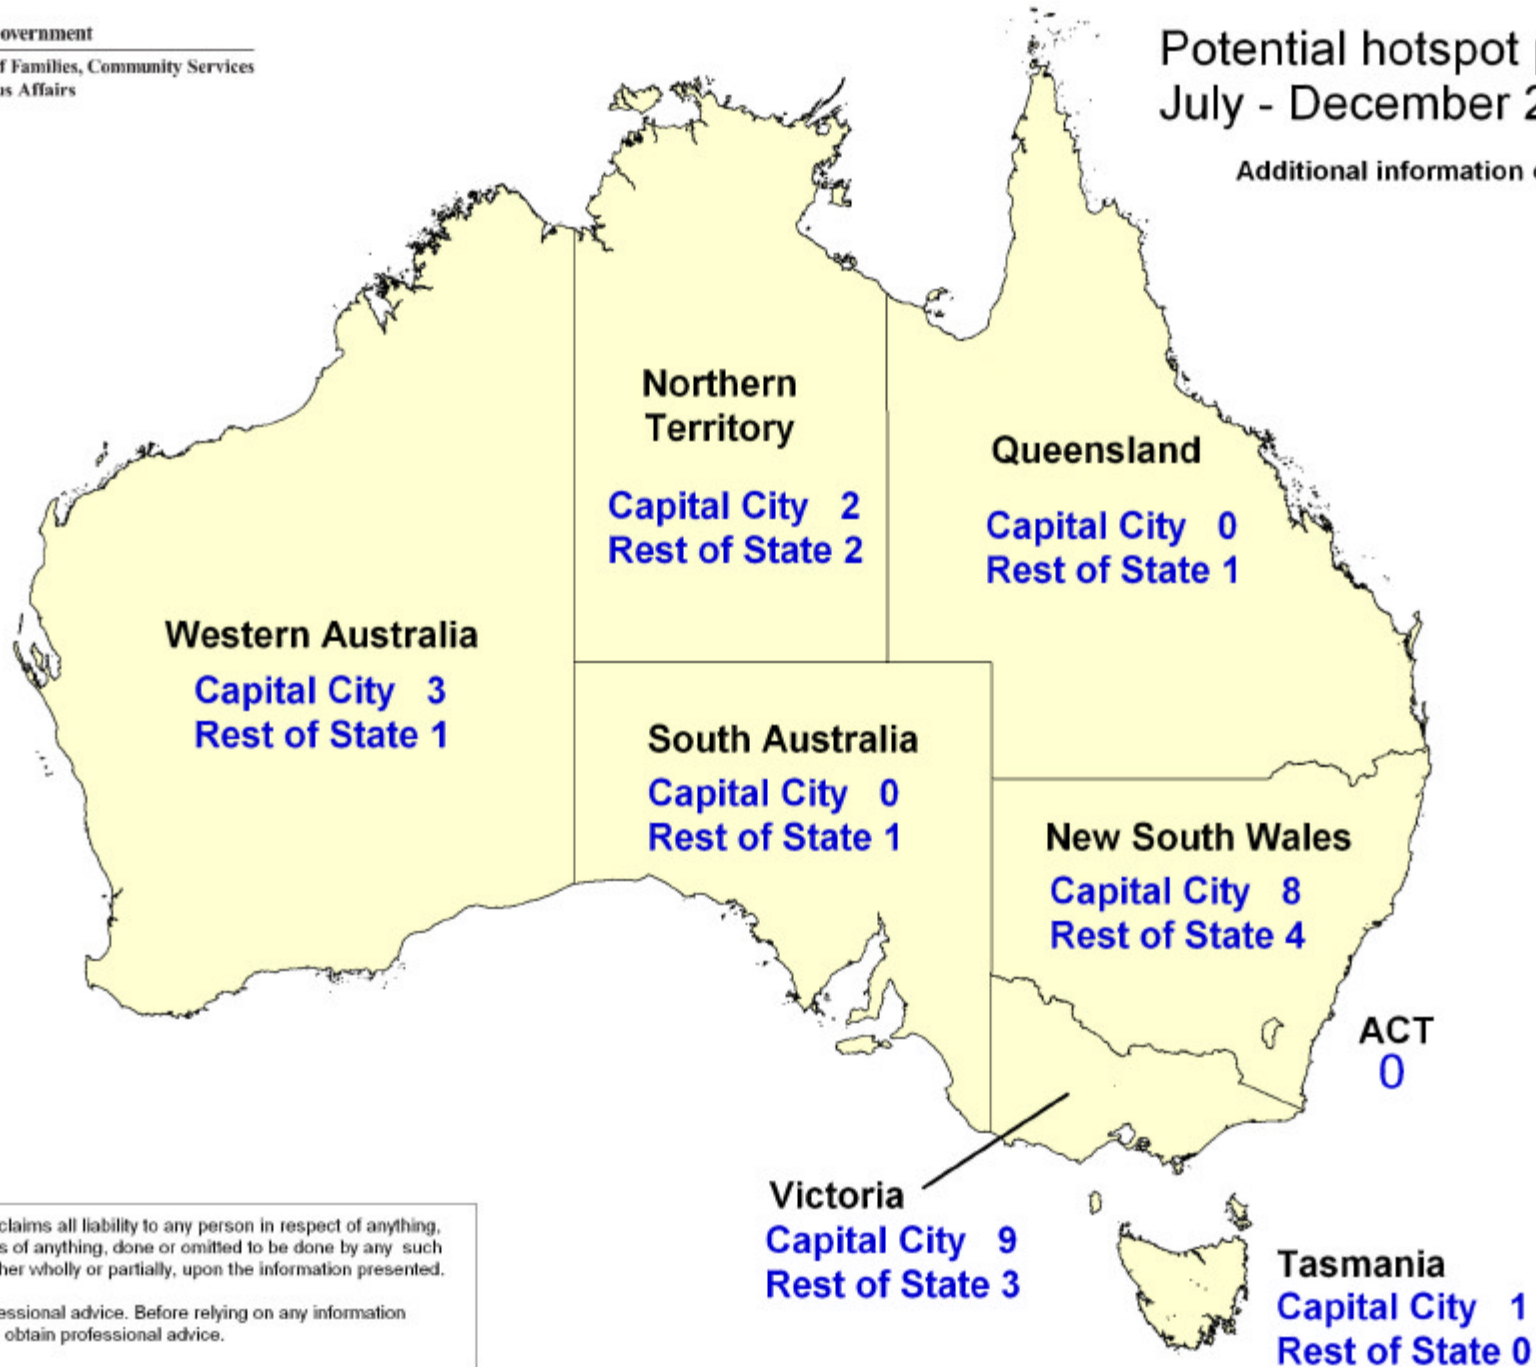 overnment
f Families, Community Services
us Affairs
Potential hotspot
July - December 2
Additional information
Northern
Territory
Capital City 2
Rest of State 2
Queensland
Capital City 0
Rest of State 1
Western Australia
Capital City 3
Rest of State 1
South Australia
Capital City 0
Rest of State 1
New South Wales
Capital City 8
Rest of State 4
ACT
0
Victoria
Capital City 9
Rest of State 3
Tasmania
Capital City 1
Rest of State 0
claims all liability to any person in respect of anything,
s of anything, done or omitted to be done by any such
her wholly or partially, upon the information presented.
essional advice. Before relying on any information
obtain professional advice.